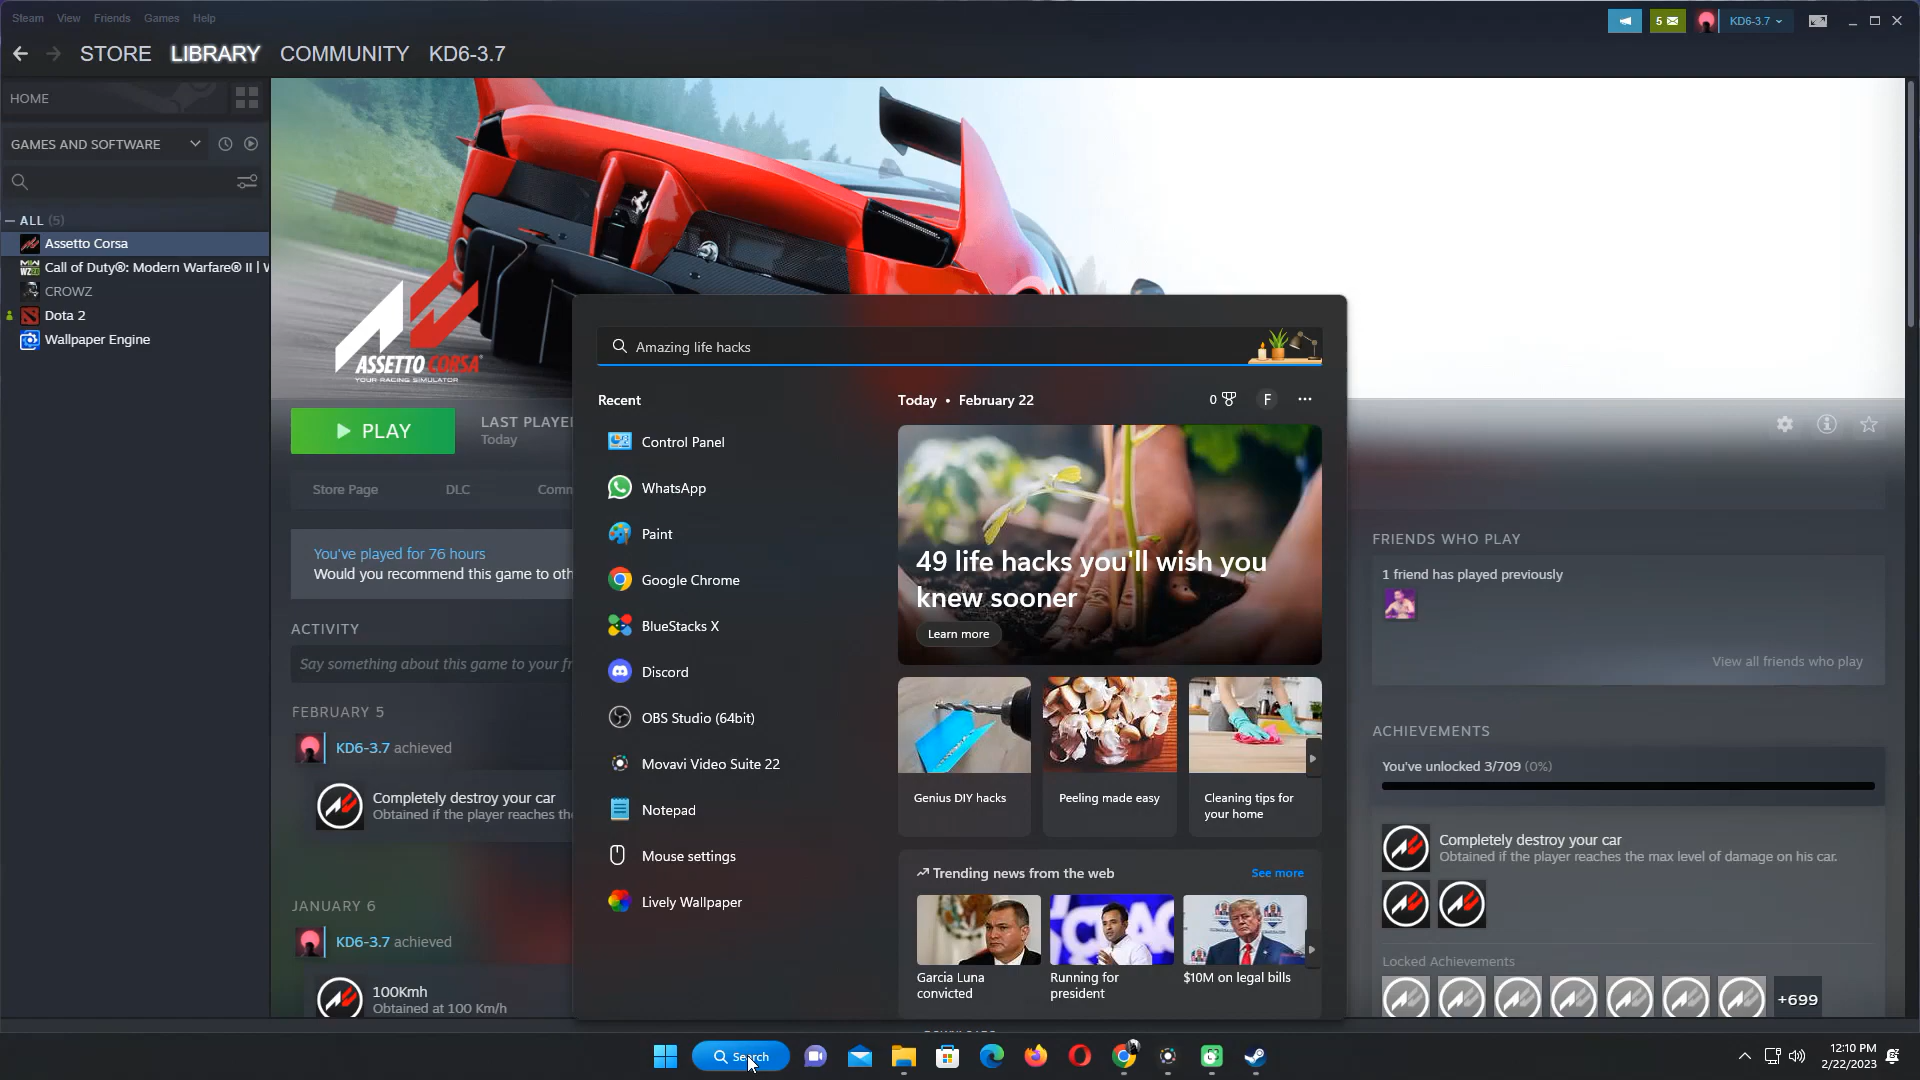 Steam View Friends Games Help
5
KD6-3.7
STORE LIBRARY COMMUNITY KD6-3.7
HOME
GAMES AND SOFTWARE
ALL (5)
Assetto Corsa
Call of Duty®: Modern Warfare® II | W
CROWZ
Dota 2
Wallpaper Engine
ASSETTO CORSA
YOUR RACING SIMULATOR
PLAY
LAST PLAYE
Today
Store Page DLC Comm
You've played for 76 hours
Would you recommend this game to oth
ACTIVITY
Say something about this game to your fr
FEBRUARY 5
KD6-3.7 achieved
Completely destroy your car
Obtained if the player reaches the
JANUARY 6
KD6-3.7 achieved
100Kmh
Obtained at 100 Km/h
Amazing life hacks
Recent
Control Panel
WhatsApp
Paint
Google Chrome
BlueStacks X
Discord
OBS Studio (64bit)
Movavi Video Suite 22
Notepad
Mouse settings
Lively Wallpaper
Today • February 22
0
F
49 life hacks you'll wish you
knew sooner
Learn more
Genius DIY hacks
Peeling made easy
Cleaning tips for
your home
Trending news from the web
See more
Garcia Luna
convicted
Running for
president
$10M on legal bills
FRIENDS WHO PLAY
1 friend has played previously
View all friends who play
ACHIEVEMENTS
You've unlocked 3/709 (0%)
Completely destroy your car
Obtained if the player reaches the max level of damage on his car.
Locked Achievements
+699
Search
12:10 PM
2/22/2023